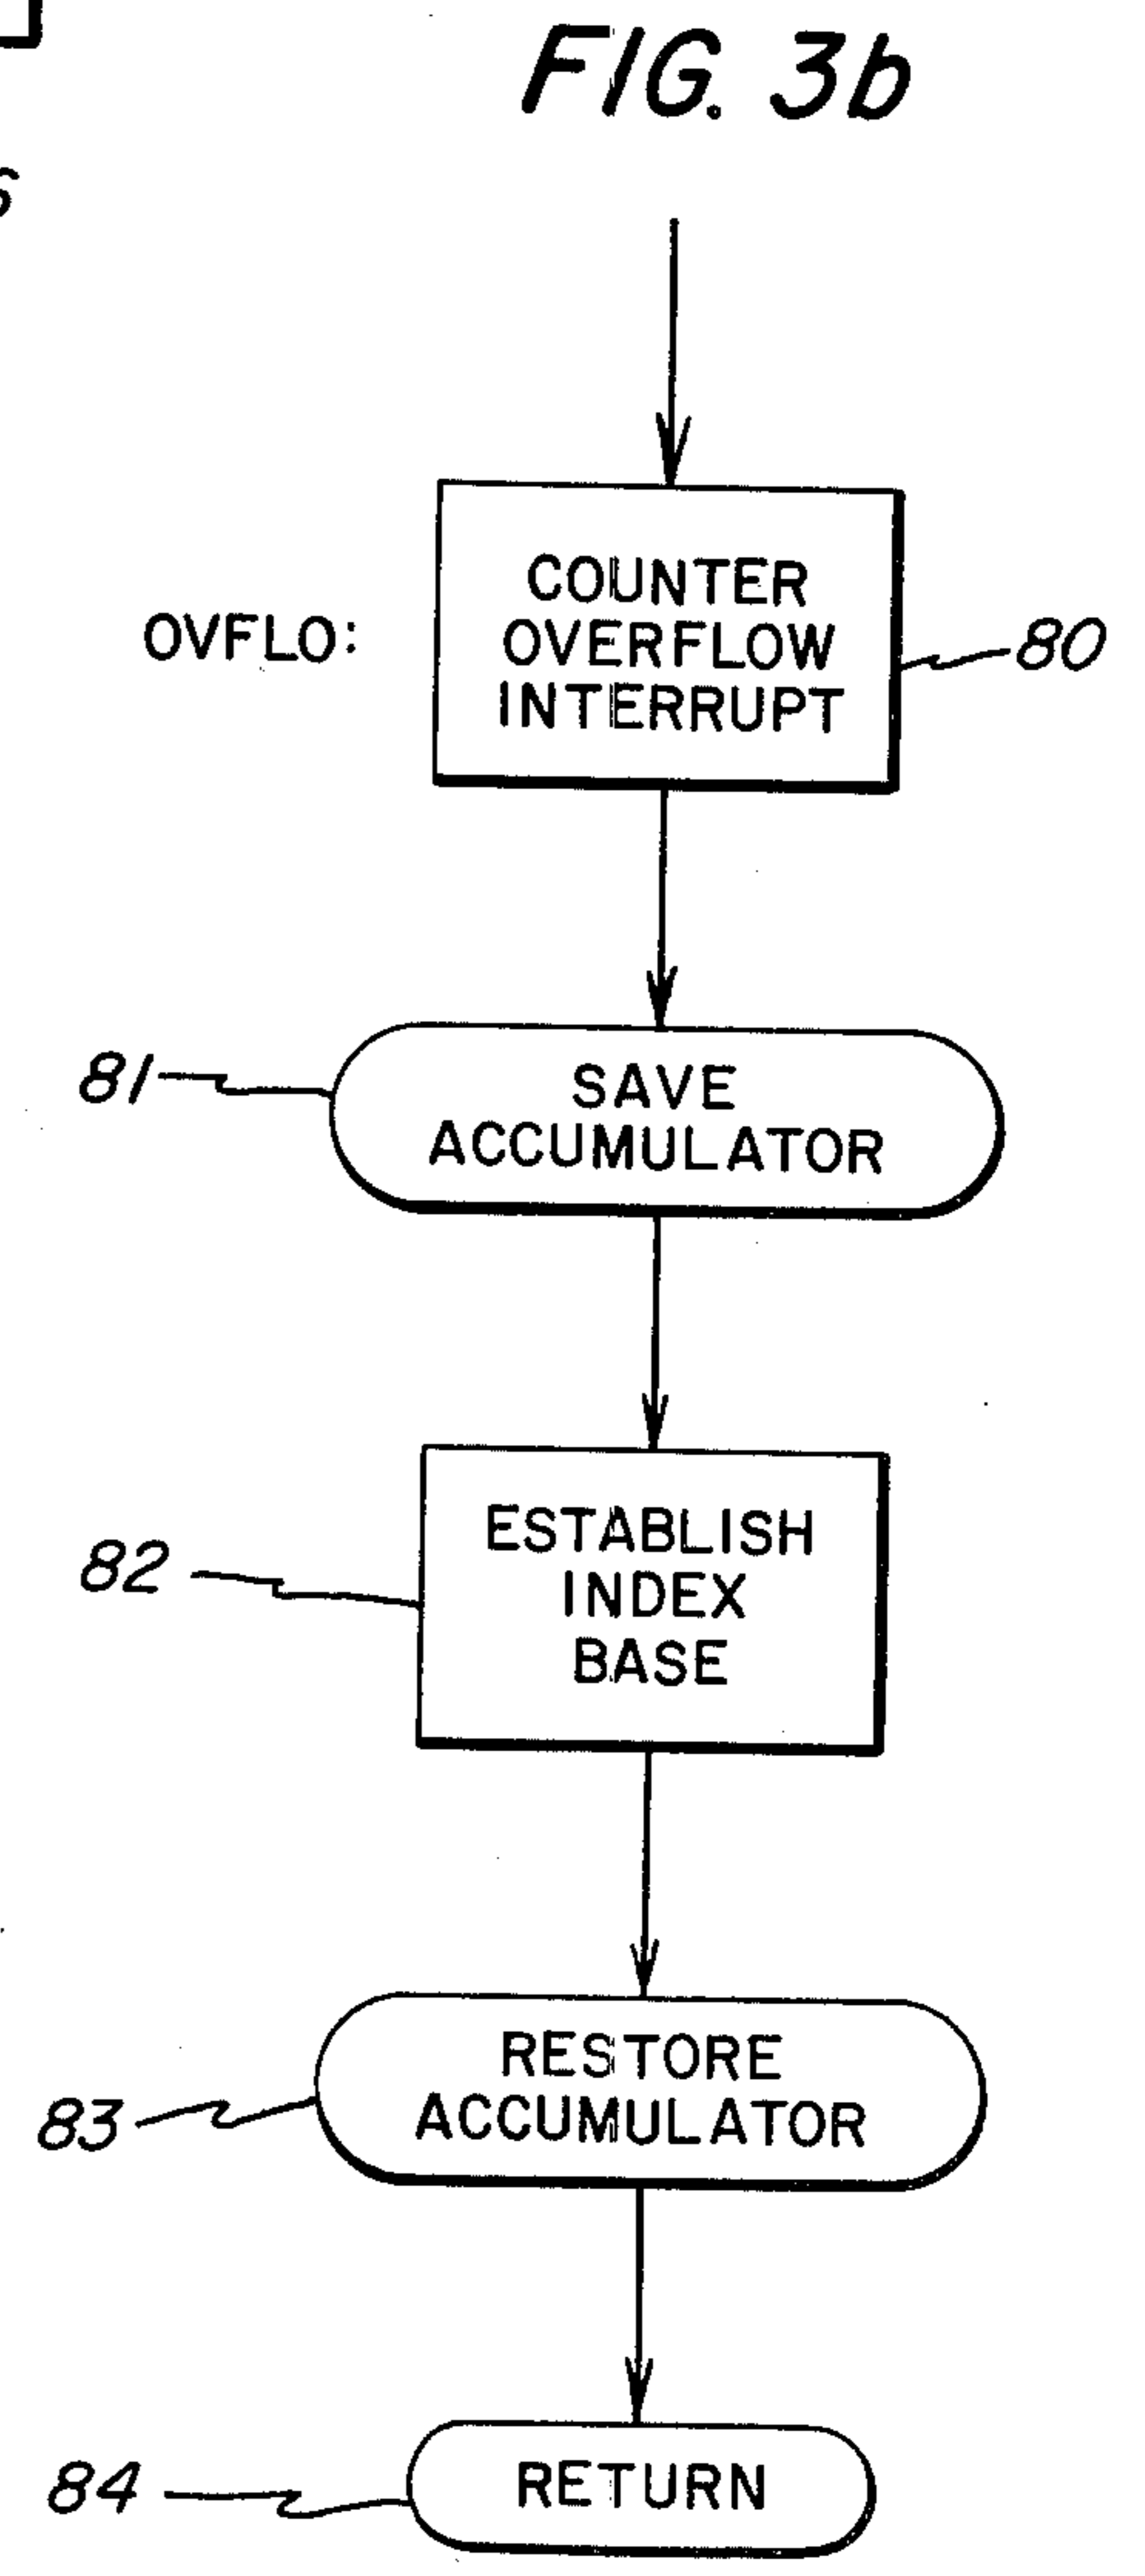 FIG. 3b
COUNTER
OVERFLOW
INTERRUPT
OVFLO:
80
81
SAVE
ACCUMULATOR
82
ESTABLISH
INDEX
BASE
83
RESTORE
ACCUMULATOR
84
RETURN